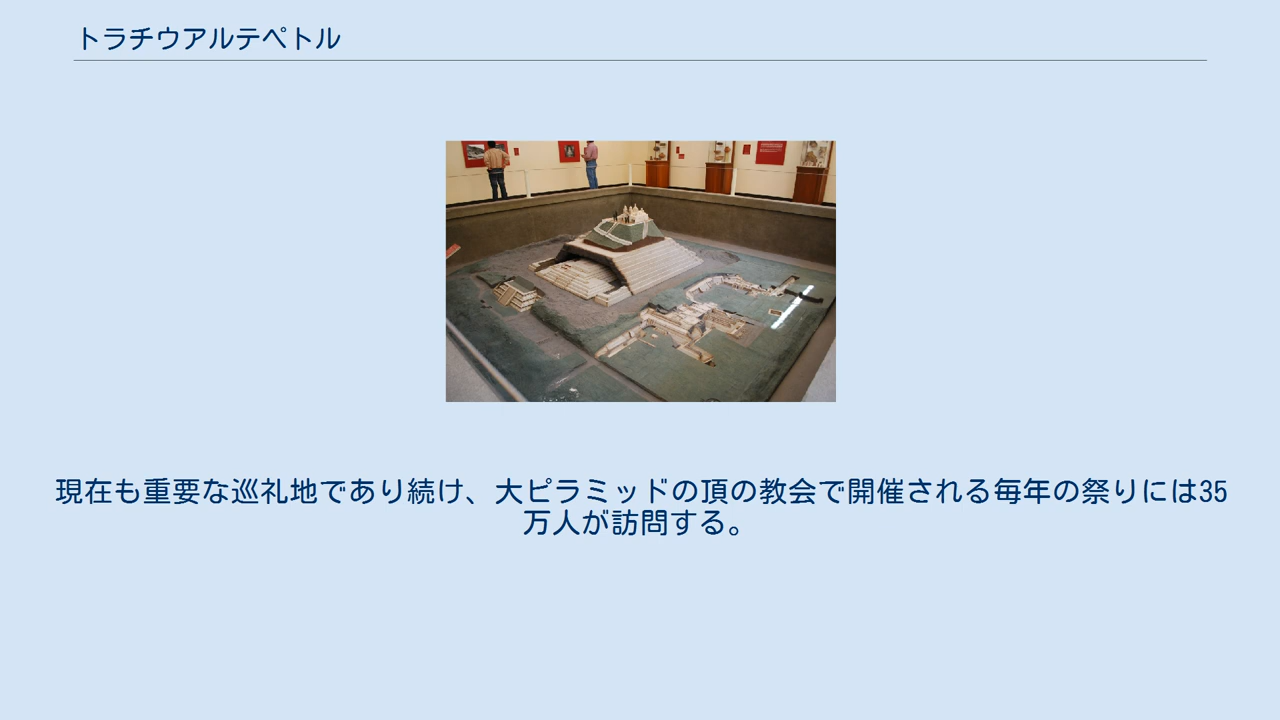 トラチウアルテペトル
現在も重要な巡礼地であり続け、大ピラミッドの頂の教会で開催される毎年の祭りには35
万人が訪問する。